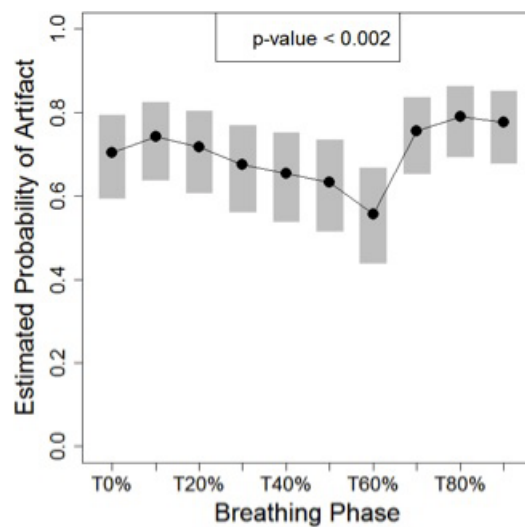 p-value < 0.002
Estimated Probability of Artifact
1.0
0.8
0.6
0.4
0.2
0.0
T0% T20% T40% T60% T80%
Breathing Phase